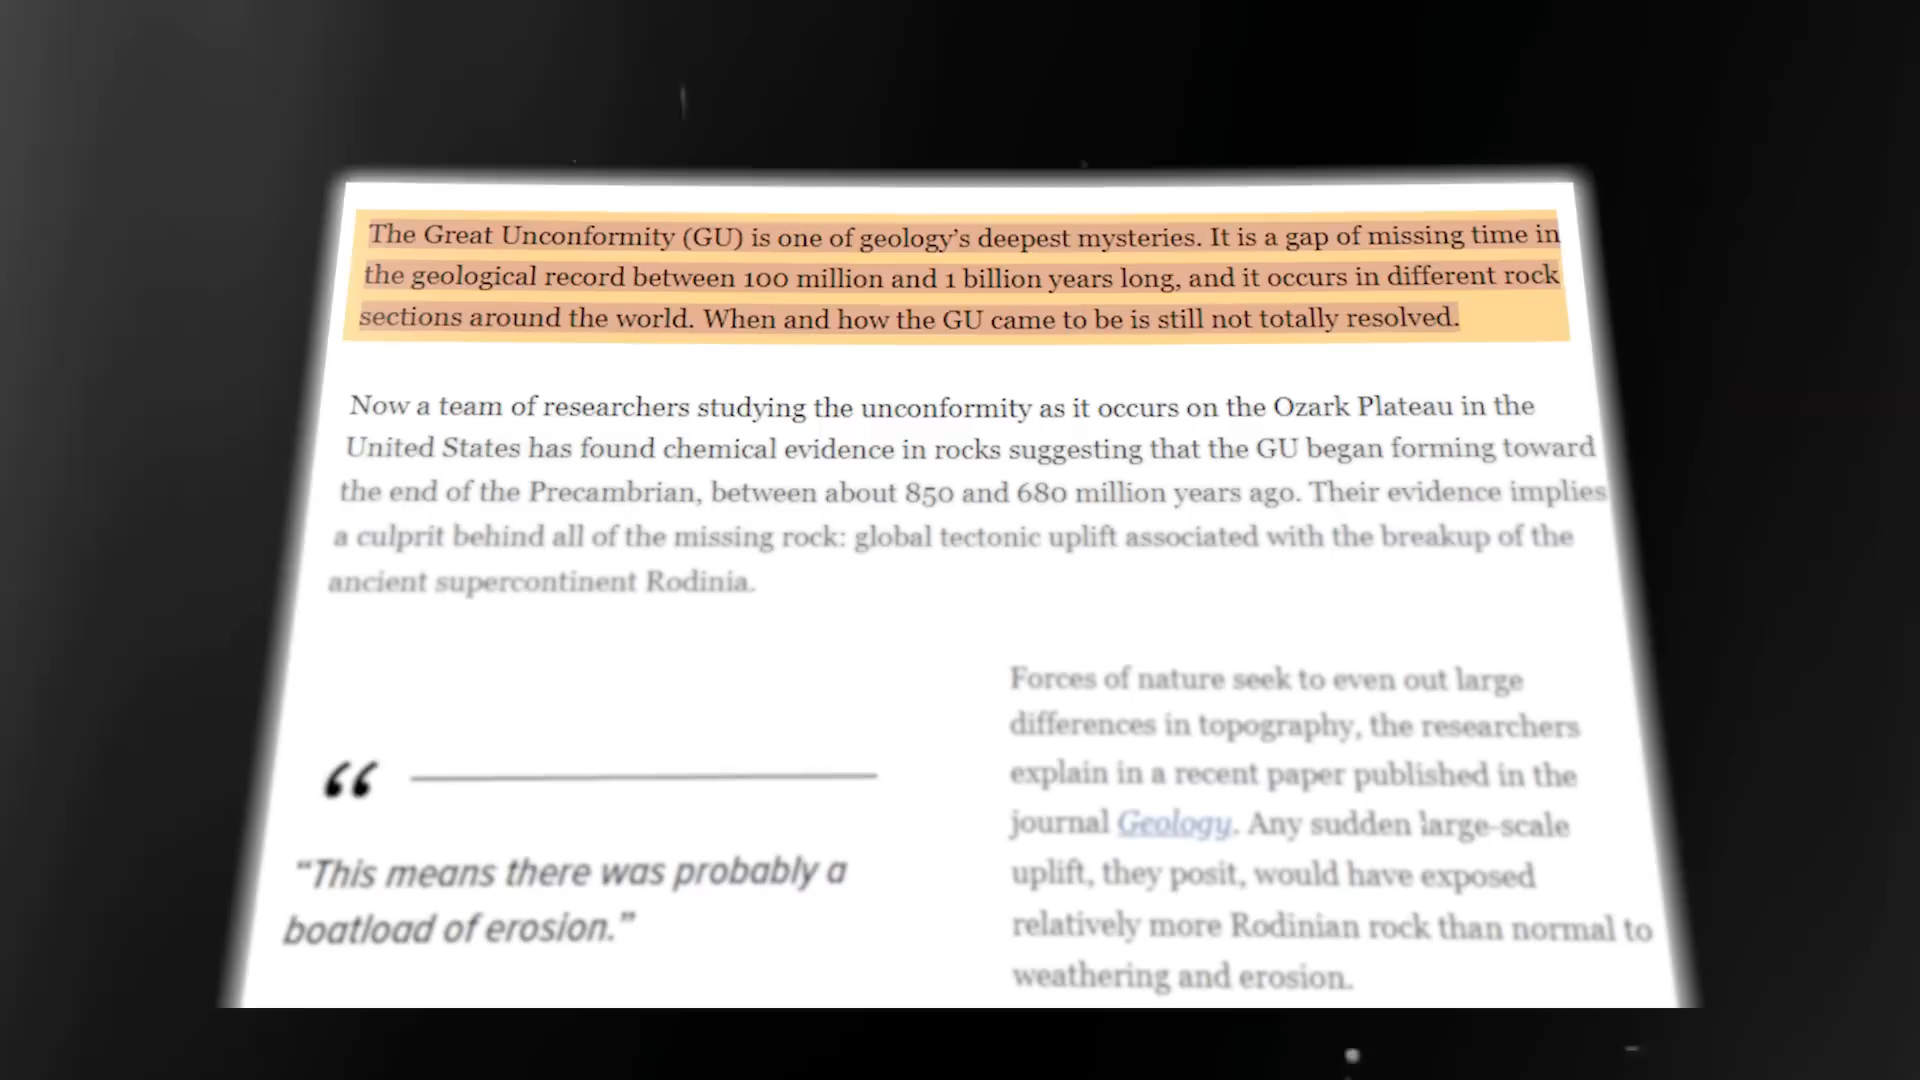 The Great Unconformity (GU) is one of geology’s deepest mysteries. It is a gap of missing time in
the geological record between 100 million and 1 billion years long, and it occurs in different rock
sections around the world. When and how the GU came to be is still not totally resolved.
Now a team of researchers studying the unconformity as it occurs on the Ozark Plateau in the
United States has found chemical evidence in rocks suggesting that the GU began forming toward
the end of the Precambrian, between about 850 and 680 million years ago. Their evidence implies
a culprit behind all of the missing rock: global tectonic uplift associated with the breakup of the
ancient supercontinent Rodinia.
“
“This means there was probably a
boatload of erosion.”
Forces of nature seek to even out large
differences in topography, the researchers
explain in a recent paper published in the
journal Geology. Any sudden large-scale
uplift, they posit, would have exposed
relatively more Rodinian rock than normal to
weathering and erosion.